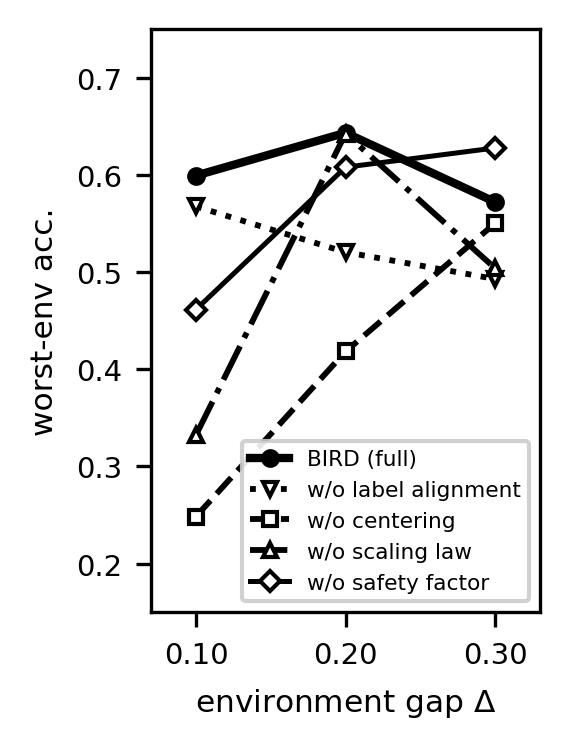 0.7
0.6
0.5
0.4
0.3
0.2
worst-env acc.
BIRD (full)
w/o label alignment
w/o centering
w/o scaling law
w/o safety factor
0.10 0.20 0.30
environment gap Δ